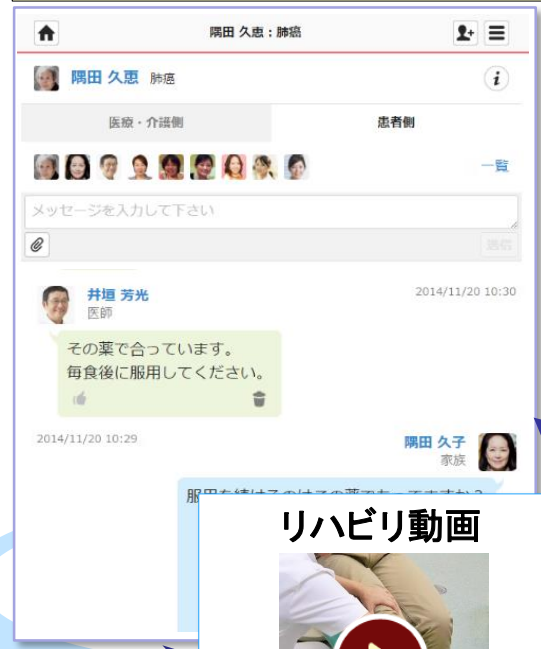 隅田 久恵：肺癌
隅田 久恵 肺癌
医療・介護側 患者側
一覧
メッセージを入力して下さい
送信
井垣 芳光 2014/11/20 10:30
医師
その薬で合っています。
毎食後に服用してください。
2014/11/20 10:29 隅田 久子
家族
リハビリ動画